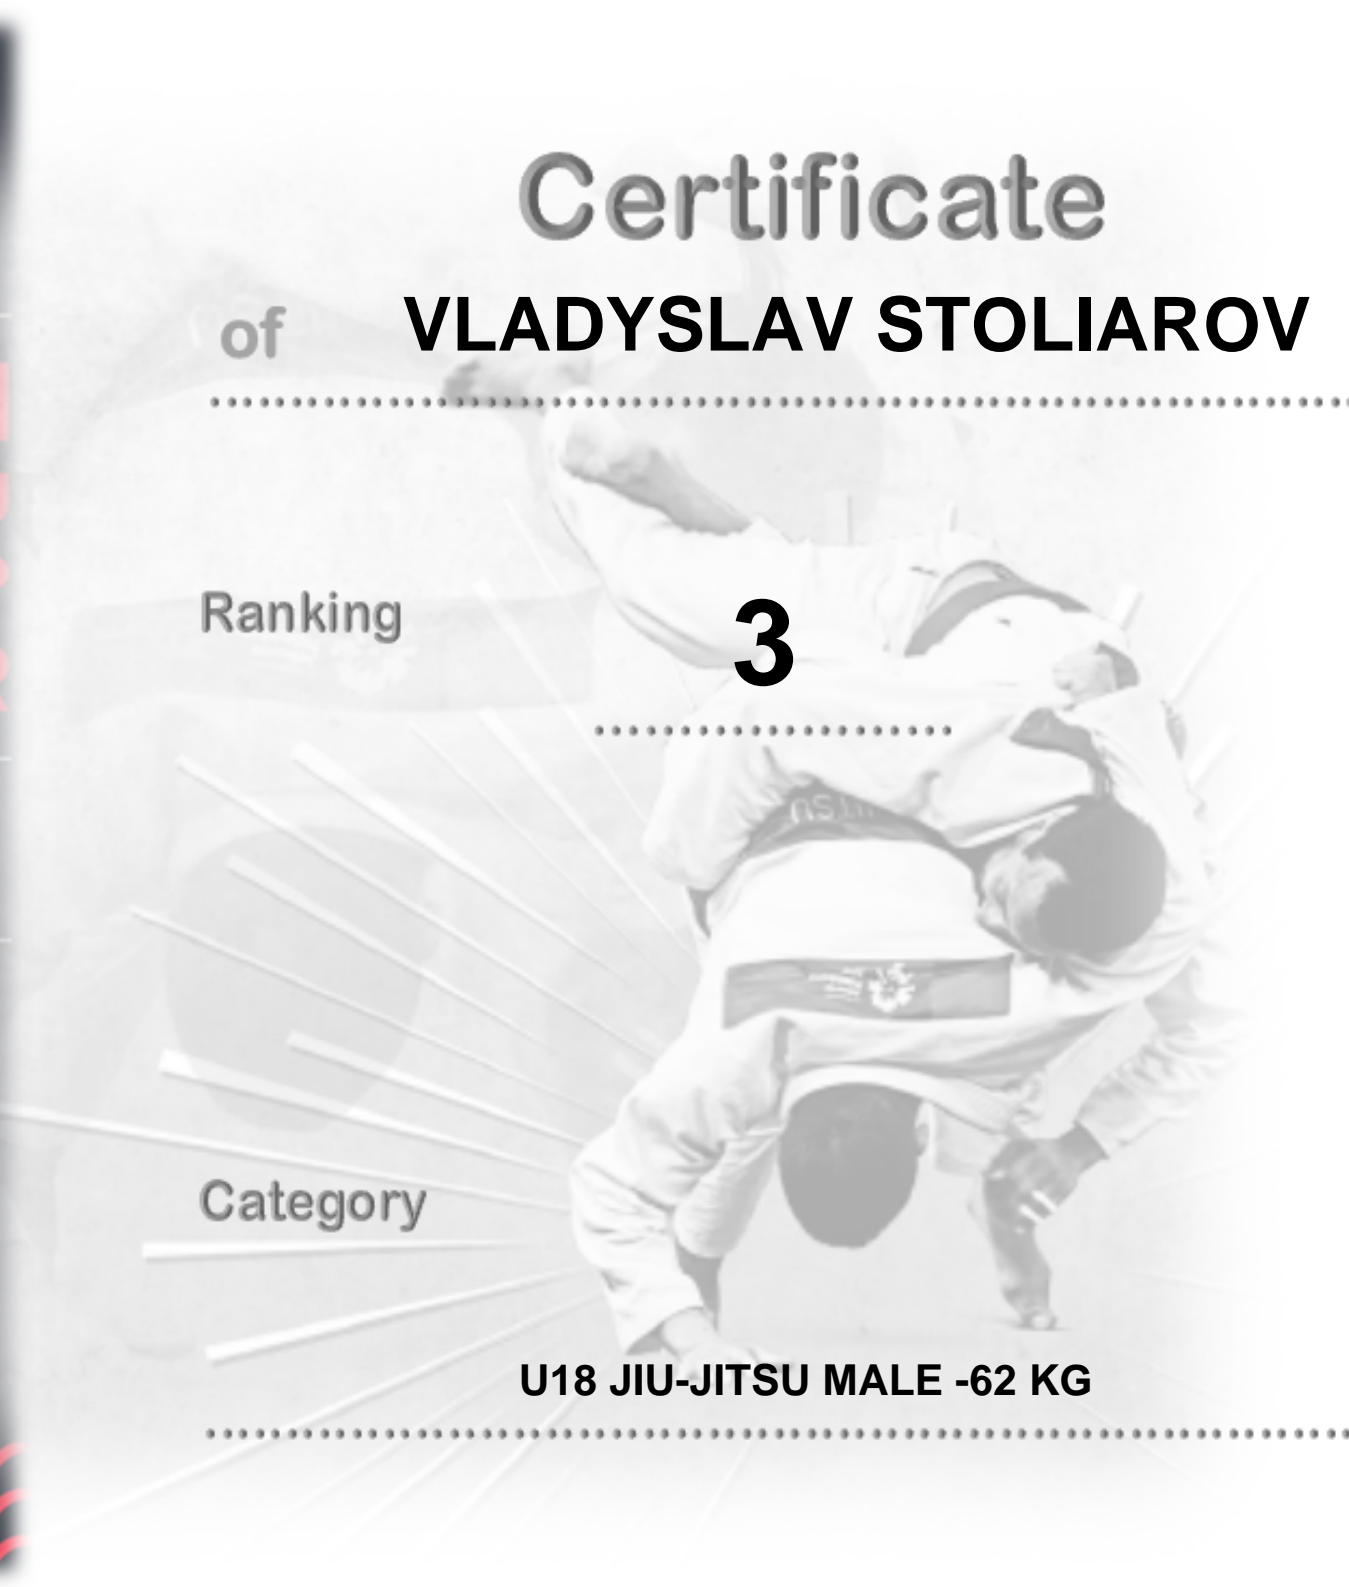 Certificate
of VLADYSLAV STOLIAROV
Ranking 3
Category
U18 JIU-JITSU MALE -62 KG